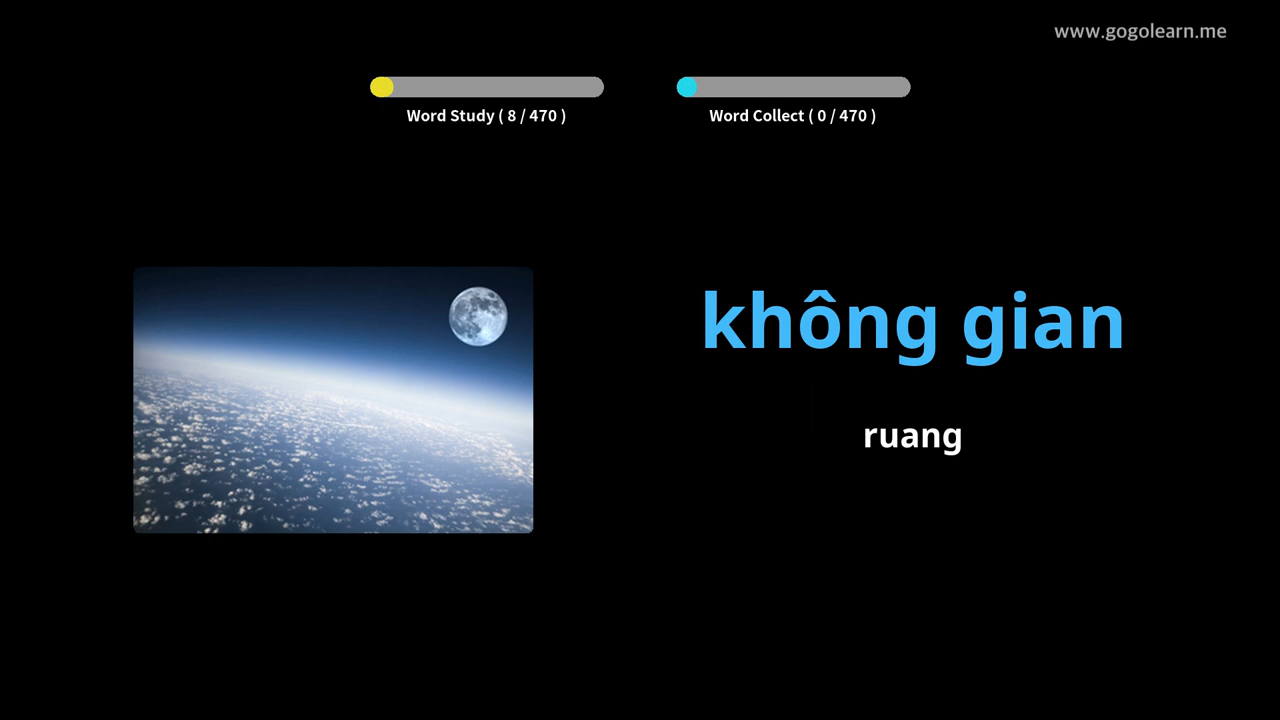 www.gogolearn.me
Word Study ( 8 / 470 )
Word Collect ( 0 / 470 )
không gian
ruang